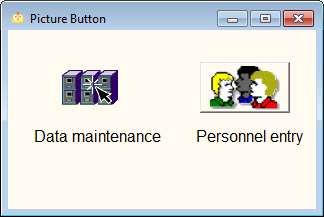 Picture Button
Data maintenance
Personnel entry